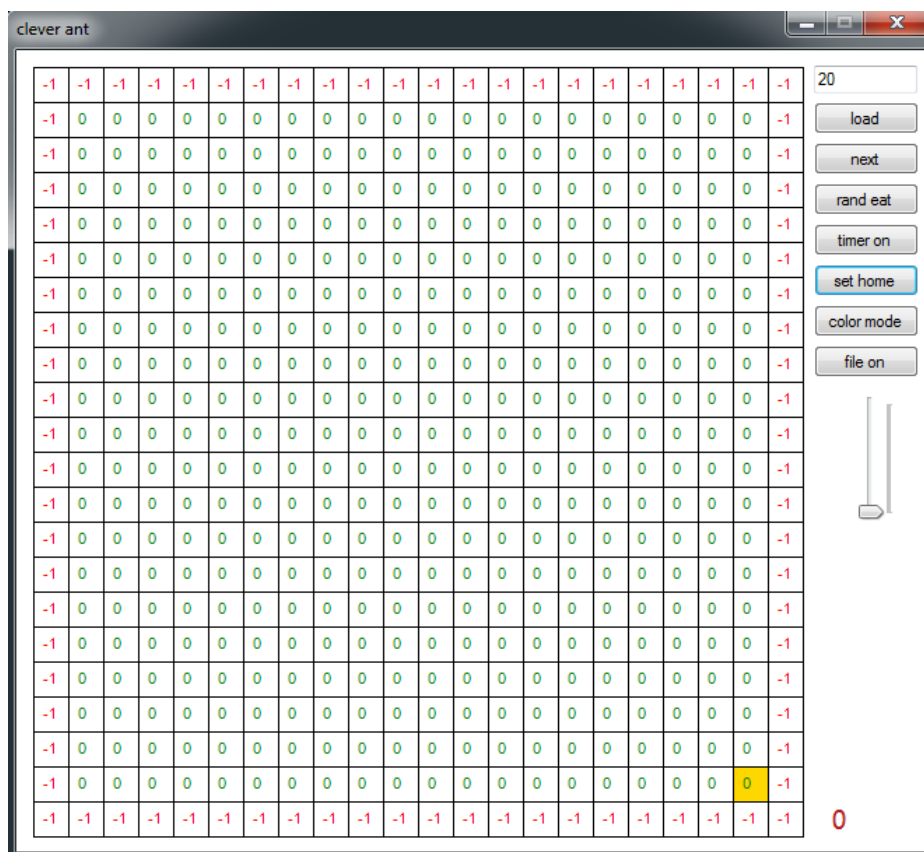 clever ant
-1 -1 -1 -1 -1 -1 -1 -1 -1 -1 -1 -1 -1 -1 -1 -1 -1 -1 -1 -1 -1 -1 20
-1 0 0 0 0 0 0 0 0 0 0 0 0 0 0 0 0 0 0 0 0 -1 load
-1 0 0 0 0 0 0 0 0 0 0 0 0 0 0 0 0 0 0 0 0 -1 next
-1 0 0 0 0 0 0 0 0 0 0 0 0 0 0 0 0 0 0 0 0 -1 rand eat
-1 0 0 0 0 0 0 0 0 0 0 0 0 0 0 0 0 0 0 0 0 -1 timer on
-1 0 0 0 0 0 0 0 0 0 0 0 0 0 0 0 0 0 0 0 0 -1
-1 0 0 0 0 0 0 0 0 0 0 0 0 0 0 0 0 0 0 0 0 -1 set home
-1 0 0 0 0 0 0 0 0 0 0 0 0 0 0 0 0 0 0 0 0 -1 color mode
-1 0 0 0 0 0 0 0 0 0 0 0 0 0 0 0 0 0 0 0 0 -1 file on
-1 0 0 0 0 0 0 0 0 0 0 0 0 0 0 0 0 0 0 0 0 -1
-1 0 0 0 0 0 0 0 0 0 0 0 0 0 0 0 0 0 0 0 0 -1
-1 0 0 0 0 0 0 0 0 0 0 0 0 0 0 0 0 0 0 0 0 -1
-1 0 0 0 0 0 0 0 0 0 0 0 0 0 0 0 0 0 0 0 0 -1
-1 0 0 0 0 0 0 0 0 0 0 0 0 0 0 0 0 0 0 0 0 -1
-1 0 0 0 0 0 0 0 0 0 0 0 0 0 0 0 0 0 0 0 0 -1
-1 0 0 0 0 0 0 0 0 0 0 0 0 0 0 0 0 0 0 0 0 -1
-1 0 0 0 0 0 0 0 0 0 0 0 0 0 0 0 0 0 0 0 0 -1
-1 0 0 0 0 0 0 0 0 0 0 0 0 0 0 0 0 0 0 0 0 -1
-1 0 0 0 0 0 0 0 0 0 0 0 0 0 0 0 0 0 0 0 0 -1
-1 0 0 0 0 0 0 0 0 0 0 0 0 0 0 0 0 0 0 0 0 -1
-1 0 0 0 0 0 0 0 0 0 0 0 0 0 0 0 0 0 0 0 0 -1
-1 -1 -1 -1 -1 -1 -1 -1 -1 -1 -1 -1 -1 -1 -1 -1 -1 -1 -1 -1 -1 -1 0